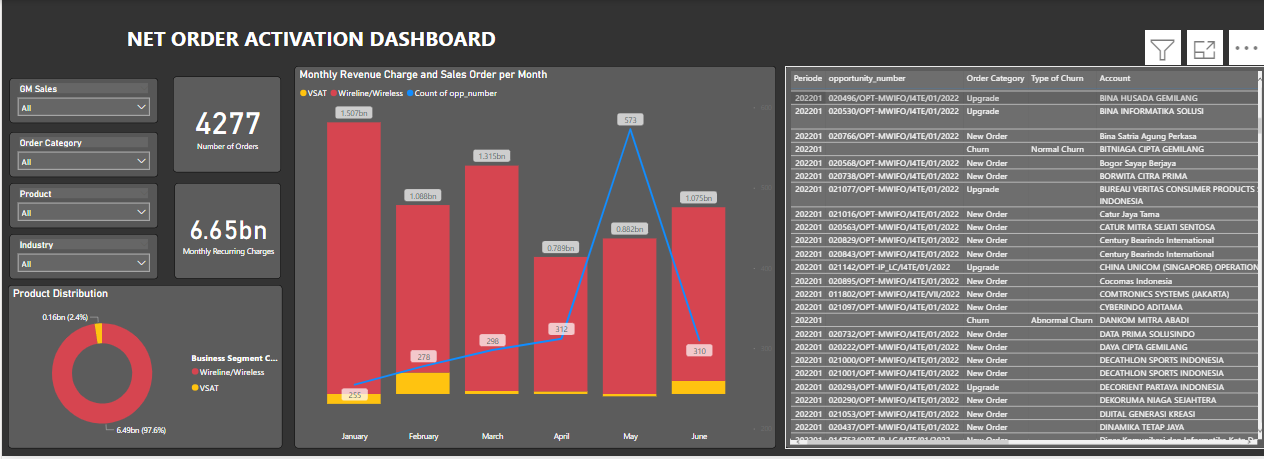 NET ORDER ACTIVATION DASHBOARD
GM Sales
All
Order Category
All
Product
All
Industry
All
4277
Number of Orders
6.65bn
Monthly Recurring Charges
Product Distribution
0.16bn (2.4%)
6.49bn (97.6%)
Business Segment C...
Wireline/Wireless
VSAT
Monthly Revenue Charge and Sales Order per Month
VSAT Wireline/Wireless Count of opp_number
1.507bn
1.088bn
1.315bn
0.789bn
0.882bn
1.075bn
255
278
298
312
573
310
January February March April May June
Periode opportunity_number Order Category Type of Churn Account
202201 020496/OPT-MWIFO/I4TE/01/2022 Upgrade BINA HUSADA GEMILANG
202201 020530/OPT-MWIFO/I4TE/01/2022 Upgrade BINA INFORMATIKA SOLUSI
202201 020766/OPT-MWIFO/I4TE/01/2022 New Order Bina Satria Agung Perkasa
202201 Churn Normal Churn BITNIAGA CIPTA GEMILANG
202201 020568/OPT-MWIFO/I4TE/01/2022 New Order Bogor Sayap Berjaya
202201 020738/OPT-MWIFO/I4TE/01/2022 New Order BORWITA CITRA PRIMA
202201 021077/OPT-MWIFO/I4TE/01/2022 Upgrade BUREAU VERITAS CONSUMER PRODUCTS
INDONESIA
202201 021016/OPT-MWIFO/I4TE/01/2022 New Order Catur Jaya Tama
202201 020563/OPT-MWIFO/I4TE/01/2022 New Order CATUR MITRA SEJATI SENTOSA
202201 020829/OPT-MWIFO/I4TE/01/2022 New Order Century Bearindo International
202201 020843/OPT-MWIFO/I4TE/01/2022 New Order Century Bearindo International
202201 021142/OPT-IP_LC/I4TE/01/2022 Upgrade CHINA UNICOM (SINGAPORE) OPERATION
202201 020895/OPT-MWIFO/I4TE/01/2022 New Order Cocomas Indonesia
202201 011802/OPT-MWIFO/I4TE/VII/2022 New Order COMTRONICS SYSTEMS (JAKARTA)
202201 021097/OPT-MWIFO/I4TE/01/2022 New Order CYBERINDO ADITAMA
202201 Churn Abnormal Churn DANKOM MITRA ABADI
202201 020732/OPT-MWIFO/I4TE/01/2022 New Order DATA PRIMA SOLUSINDO
202201 020222/OPT-MWIFO/I4TE/01/2022 New Order DAYA CIPTA GEMILANG
202201 021000/OPT-MWIFO/I4TE/01/2022 New Order DECATHLON SPORTS INDONESIA
202201 021001/OPT-MWIFO/I4TE/01/2022 New Order DECATHLON SPORTS INDONESIA
202201 020293/OPT-MWIFO/I4TE/01/2022 Upgrade DECORIENT PARTAYA INDONESIA
202201 020290/OPT-MWIFO/I4TE/01/2022 New Order DEKORUMA NIAGA SEJAHTERA
202201 021053/OPT-MWIFO/I4TE/01/2022 New Order DIJITAL GENERASI KREASI
202201 020437/OPT-MWIFO/I4TE/01/2022 New Order DINAMIKA TETAP JAYA